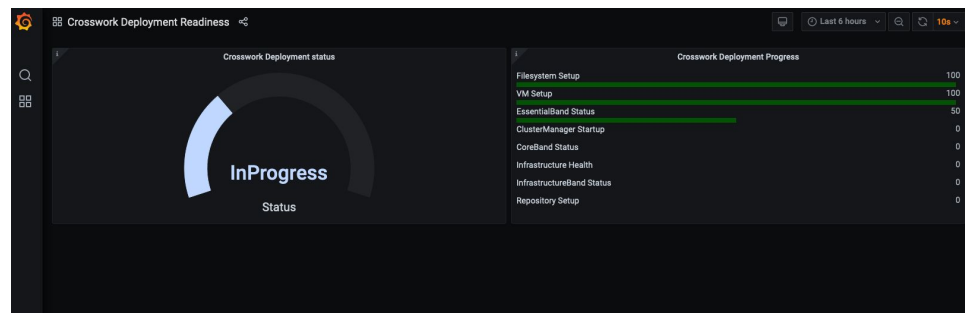 Crosswork Deployment Readiness
Last 6 hours
10s
i
Crosswork Deployment status
InProgress
Status
i
Crosswork Deployment Progress
Filesystem Setup 100
VM Setup 100
EssentialBand Status 50
ClusterManager Startup 0
CoreBand Status 0
Infrastructure Health 0
InfrastructureBand Status 0
Repository Setup 0